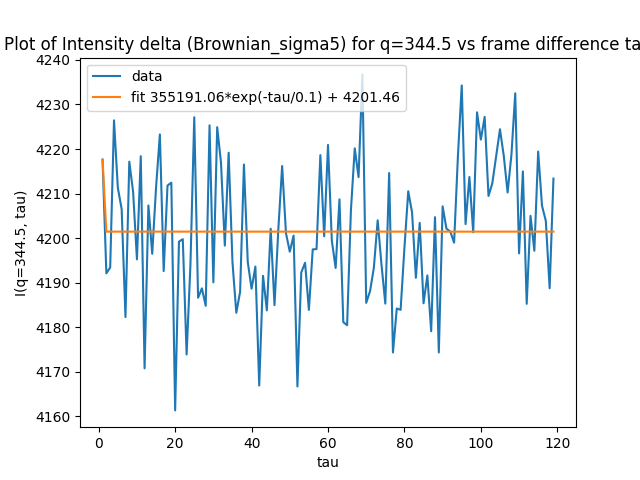 Plot of Intensity delta (Brownian_sigma5) for q=344.5 vs frame difference ta
4240
4230
4220
4210
4200
4190
4180
4170
4160
I(q=344.5, tau)
data
fit 355191.06*exp(-tau/0.1) + 4201.46
0 20 40 60 80 100 120
tau